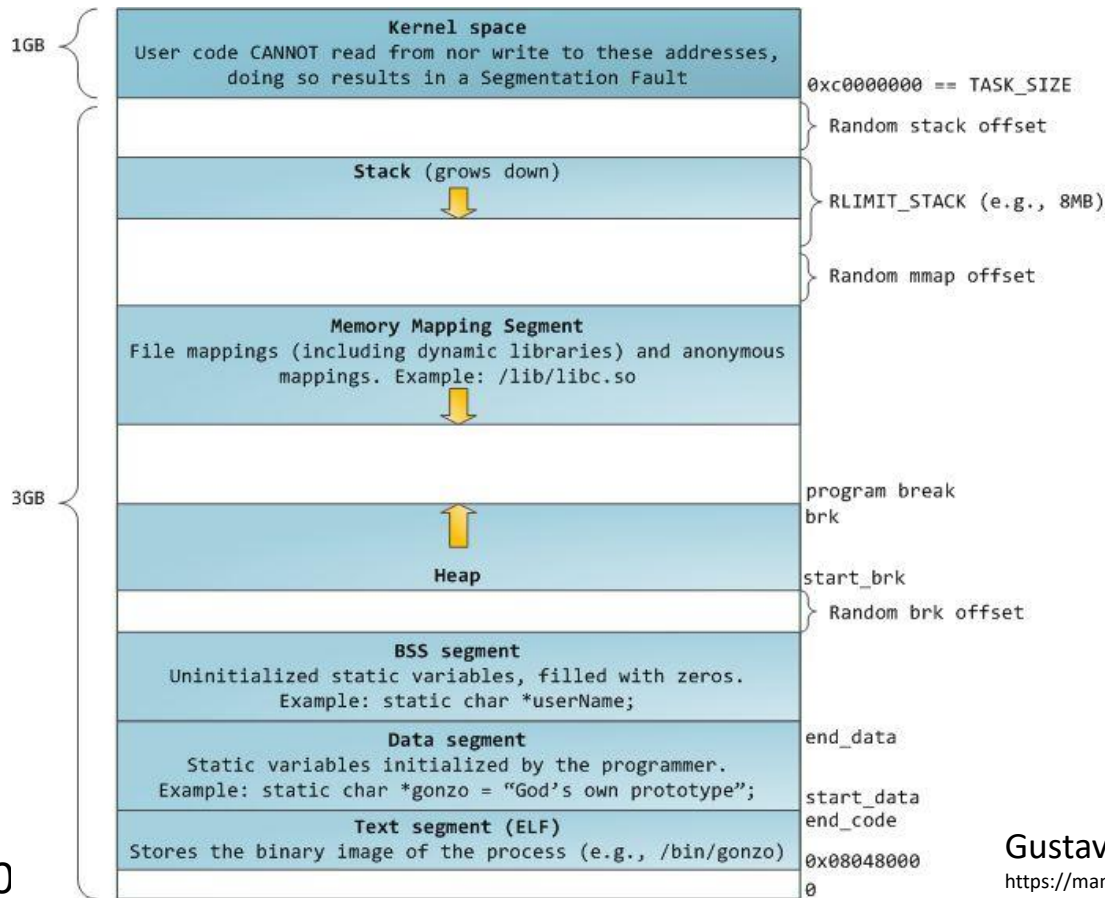 Kernel space
1GB
User code CANNOT read from nor write to these addresses,
doing so results in a Segmentation Fault
0xc0000000 == TASK_SIZE
Random stack offset
Stack (grows down)
RLIMIT_STACK (e.g., 8MB)
Random mmap offset
Memory Mapping Segment
File mappings (including dynamic libraries) and anonymous
mappings. Example: /lib/libc.so
3GB
program break
brk
Heap
start_brk
Random brk offset
BSS segment
Uninitialized static variables, filled with zeros.
Example: static char *userName;
Data segment
end_data
Static variables initialized by the programmer.
Example: static char *gonzo = “God’s own prototype”;
start_data
Text segment (ELF)
end_code
Stores the binary image of the process (e.g., /bin/gonzo)
0x08048000
0
Gustav
https://mar